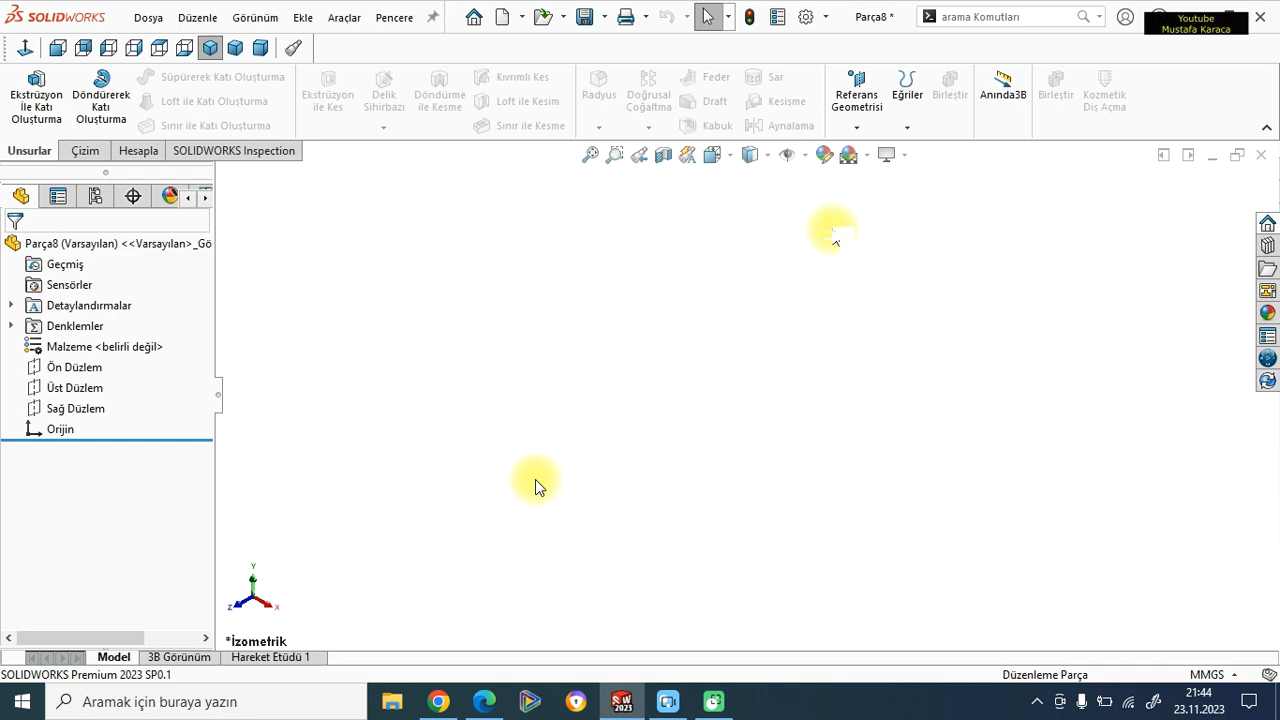 SOLIDWORKS
Dosya Düzenle Görünüm Ekle Araçlar Pencere
Parça8 *
arama Komutları
Youtube
Mustafa Karaca
Ekstrüzyon İle Katı Oluşturma
Döndürerek Katı Oluşturma
Süpürerek Katı Oluşturma
Loft ile Katı Oluşturma
Sınır ile Katı Oluşturma
Ekstrüzyon ile Kes
Delik Sihirbazı
Döndürme ile Kesme
Kıvrımlı Kes
Loft ile Kesim
Sınır ile Kesme
Radyus
Doğrusal Çoğaltma
Feder
Draft
Kabuk
Sar
Kesişme
Aynalama
Referans Geometrisi
Eğriler
Birleştir
Anında3B
Birleştir
Kozmetik Diş Açma
Unsurlar Çizim Hesapla SOLIDWORKS Inspection
Parça8 (Varsayılan) <<Varsayılan>_Gö
Geçmiş
Sensörler
Detaylandırmalar
Denklemler
Malzeme <belirli değil>
Ön Düzlem
Üst Düzlem
Sağ Düzlem
Orijin
Y
Z
X
*İzometrik
Model 3B Görünüm Hareket Etüdü 1
SOLIDWORKS Premium 2023 SP0.1
Düzenleme Parça
MMGS
Aramak için buraya yazın
SW
2023
21:44
23.11.2023